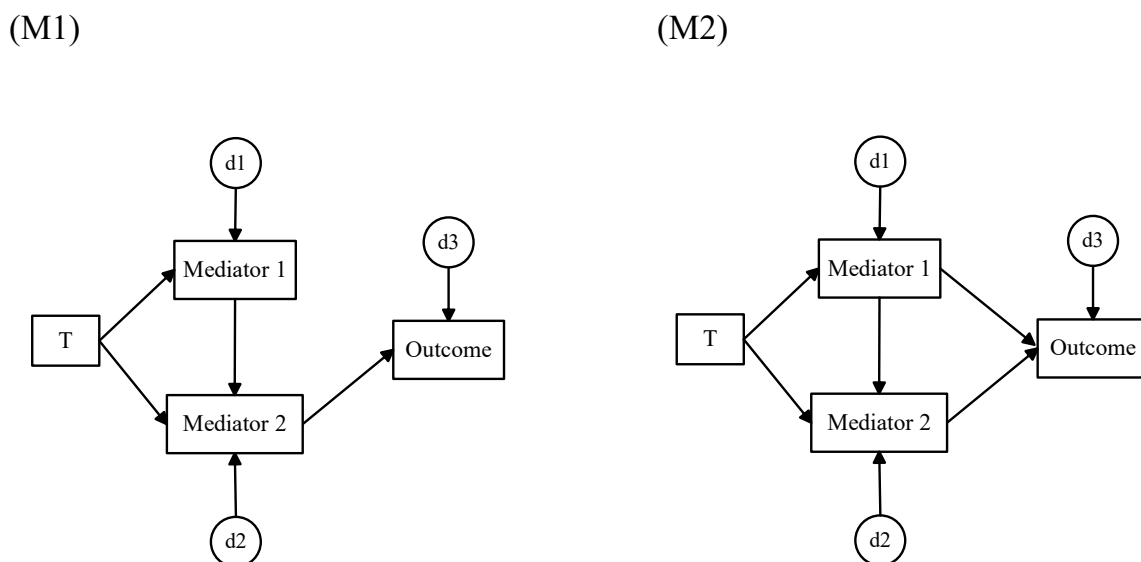 (M1)
(M2)
d1
d3
Mediator 1
T
Outcome
Mediator 2
d2
d1
d3
Mediator 1
T
Outcome
Mediator 2
d2